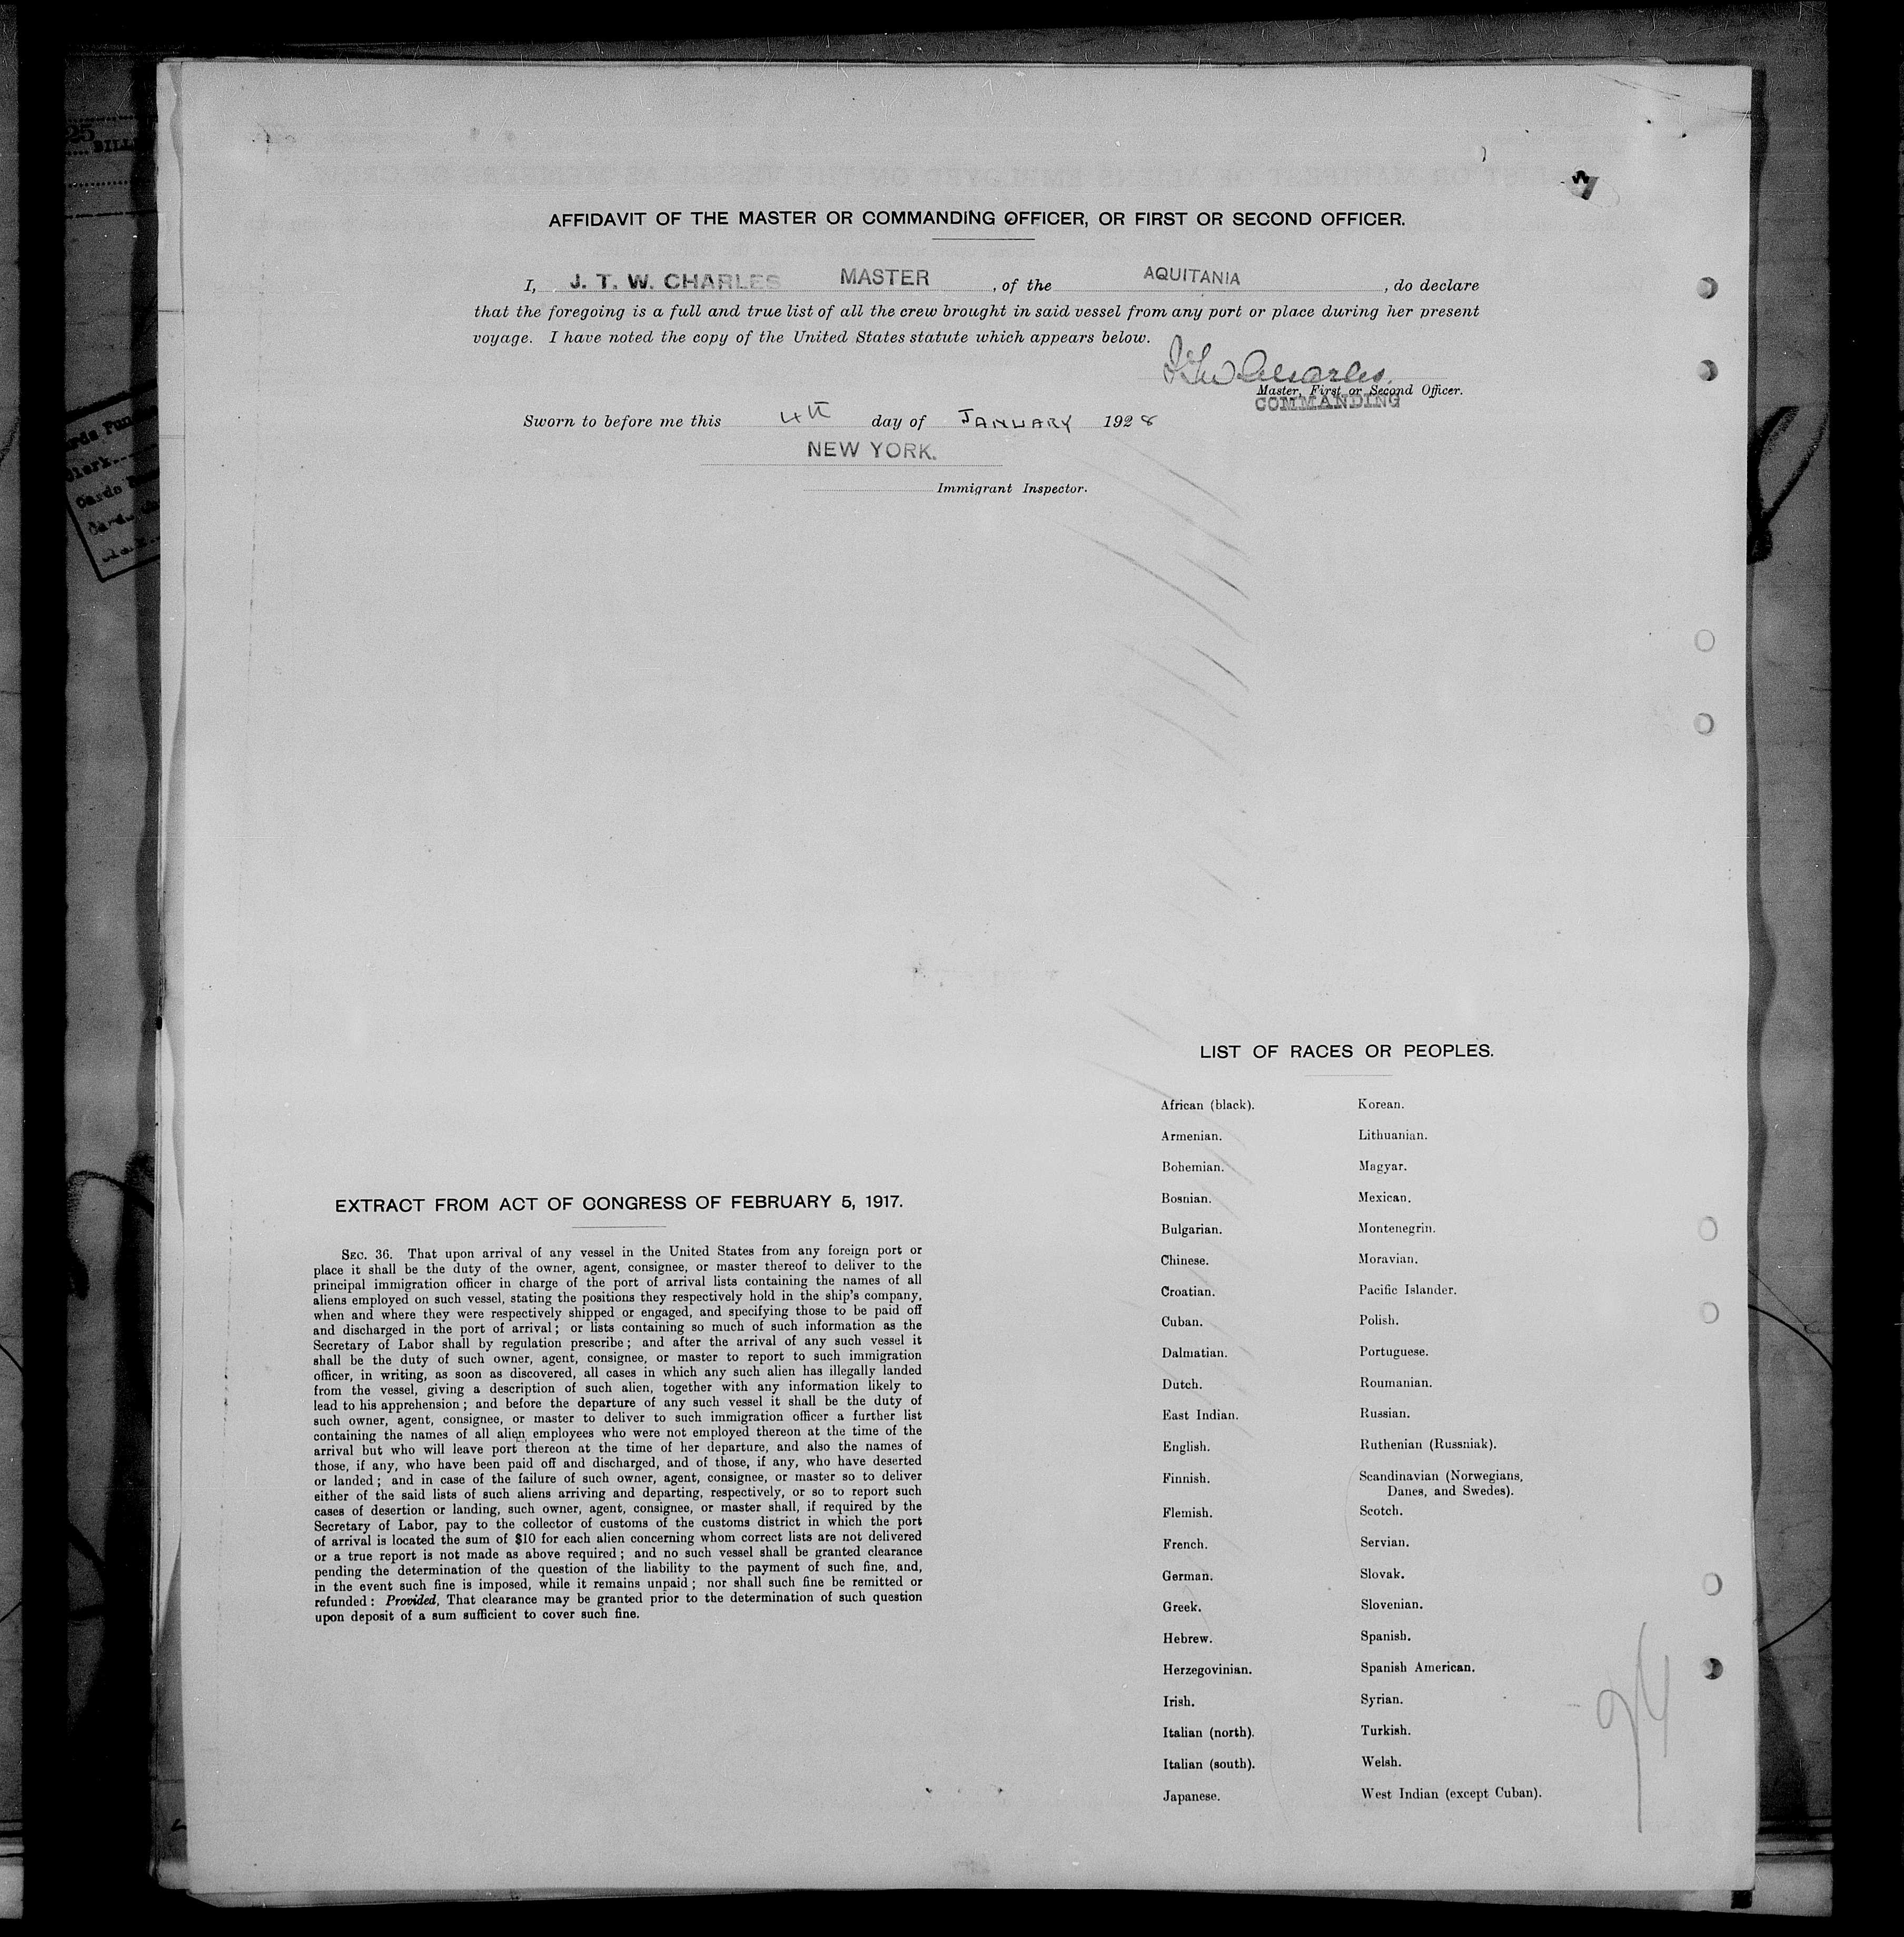 AFFIDAVIT OF THE MASTER OR COMMANDING OFFICER, OR FIRST OR SECOND OFFICER.
I, J. T. W. CHARLES MASTER, of the AQUITANIA, do declare
that the foregoing is a full and true list of all the crew brought in said vessel from any port or place during her present
voyage. I have noted the copy of the United States statute which appears below.
J T W Charles.
Master, First or Second Officer.
COMMANDING
Sworn to before me this 4th day of JANUARY 1928
NEW YORK.
Immigrant Inspector.
EXTRACT FROM ACT OF CONGRESS OF FEBRUARY 5, 1917.
SEC. 36. That upon arrival of any vessel in the United States from any foreign port or
place it shall be the duty of the owner, agent, consignee, or master thereof to deliver to the
principal immigration officer in charge of the port of arrival lists containing the names of all
aliens employed on such vessel, stating the positions they respectively hold in the ship's company,
when and where they were respectively shipped or engaged, and specifying those to be paid off
and discharged in the port of arrival; or lists containing so much of such information as the
Secretary of Labor shall by regulation prescribe; and after the arrival of any such vessel it
shall be the duty of such owner, agent, consignee, or master to report to such immigration
officer, in writing, as soon as discovered, all cases in which any such alien has illegally landed
from the vessel, giving a description of such alien, together with any information likely to
lead to his apprehension; and before the departure of any such vessel it shall be the duty of
such owner, agent, consignee, or master to deliver to such immigration officer a further list
containing the names of all alien employees who were not employed thereon at the time of the
arrival but who will leave port thereon at the time of her departure, and also the names of
those, if any, who have been paid off and discharged, and of those, if any, who have deserted
or landed; and in case of the failure of such owner, agent, consignee, or master so to deliver
either of the said lists of such aliens arriving and departing, respectively, or so to report such
cases of desertion or landing, such owner, agent, consignee, or master shall, if required by the
Secretary of Labor, pay to the collector of customs of the customs district in which the port
of arrival is located the sum of $10 for each alien concerning whom correct lists are not delivered
or a true report is not made as above required; and no such vessel shall be granted clearance
pending the determination of the question of the liability to the payment of such fine, and,
in the event such fine is imposed, while it remains unpaid; nor shall such fine be remitted or
refunded: Provided, That clearance may be granted prior to the determination of such question
upon deposit of a sum sufficient to cover such fine.
LIST OF RACES OR PEOPLES.
African (black).
Armenian.
Bohemian.
Bosnian.
Bulgarian.
Chinese.
Croatian.
Cuban.
Dalmatian.
Dutch.
East Indian.
English.
Finnish.
Flemish.
French.
German.
Greek.
Hebrew.
Herzegovinian.
Irish.
Italian (north).
Italian (south).
Japanese.
Korean.
Lithuanian.
Magyar.
Mexican.
Montenegrin.
Moravian.
Pacific Islander.
Polish.
Portuguese.
Roumanian.
Russian.
Ruthenian (Russniak).
Scandinavian (Norwegians,
Danes, and Swedes).
Scotch.
Servian.
Slovak.
Slovenian.
Spanish.
Spanish American.
Syrian.
Turkish.
Welsh.
West Indian (except Cuban).
94